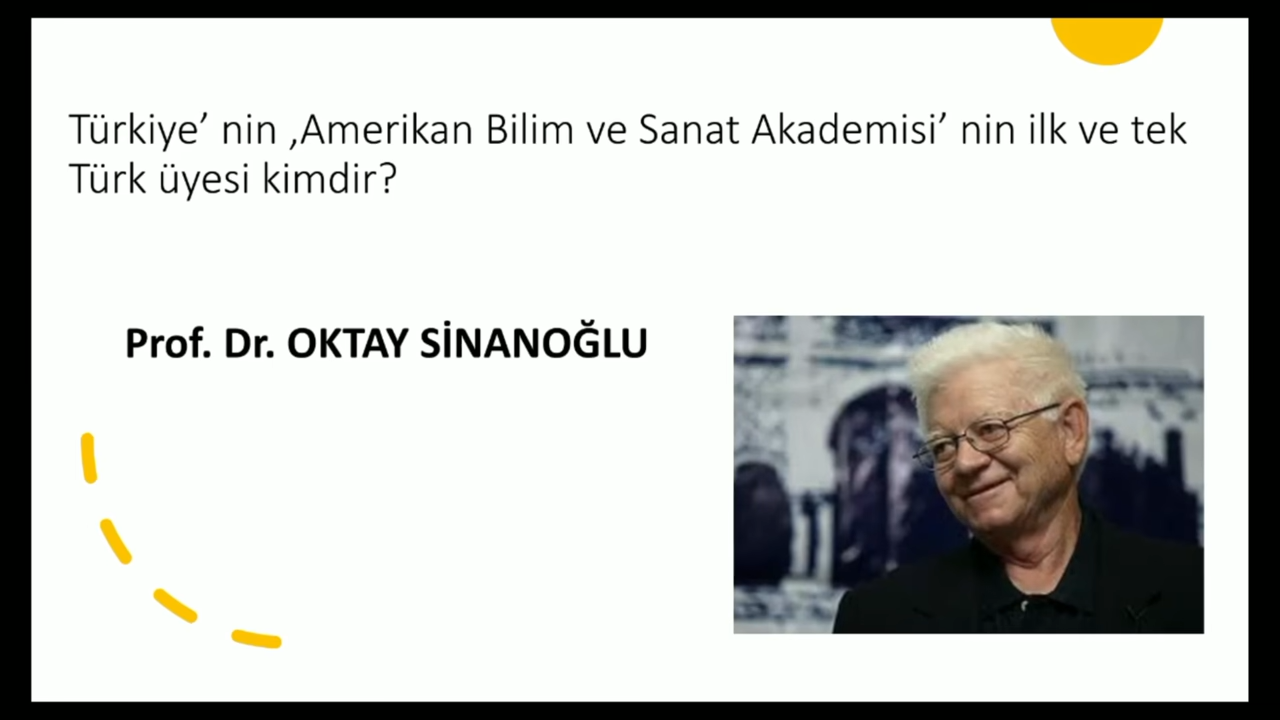 Türkiye’ nin ,Amerikan Bilim ve Sanat Akademisi’ nin ilk ve tek
Türk üyesi kimdir?
Prof. Dr. OKTAY SİNANOĞLU